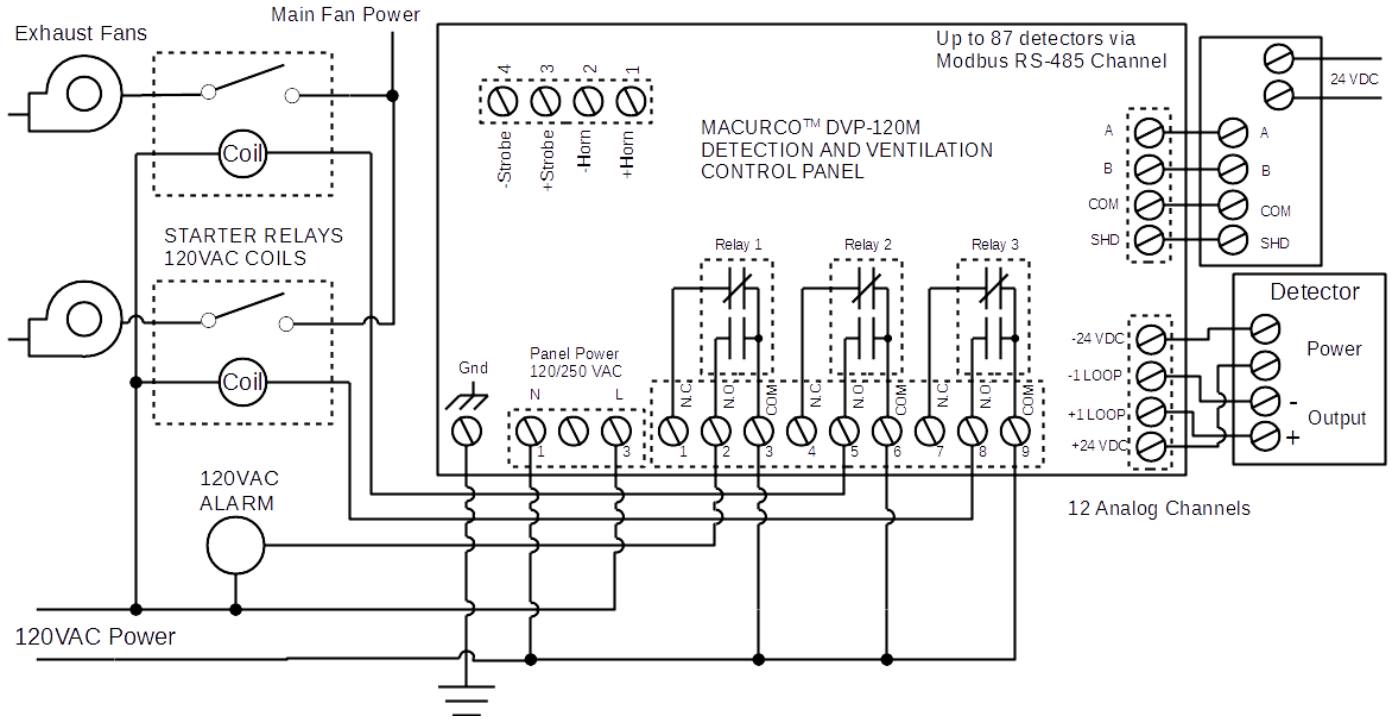 Main Fan Power
Exhaust Fans
Coil
STARTER RELAYS
120VAC COILS
Coil
120VAC
ALARM
120VAC Power
4
3
2
1
-Strobe
+Strobe
-Horn
+Horn
MACURCO™ DVP-120M
DETECTION AND VENTILATION
CONTROL PANEL
Up to 87 detectors via
Modbus RS-485 Channel
A
B
COM
SHD
24 VDC
A
B
COM
SHD
Relay 1
Relay 2
Relay 3
Gnd
Panel Power
120/250 VAC
N
L
1
3
N.C.
N.O.
COM
N.C.
N.O.
COM
N.C.
N.O.
COM
1
2
3
4
5
6
7
8
9
-24 VDC
-1 LOOP
+1 LOOP
+24 VDC
Detector
Power
-
Output
+
12 Analog Channels